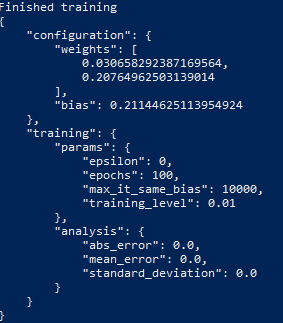 Finished training
{
    "configuration": {
        "weights": [
            0.030658292387169564,
            0.20764962503139014
        ],
        "bias": 0.21144625113954924
    },
    "training": {
        "params": {
            "epsilon": 0,
            "epochs": 100,
            "max_it_same_bias": 10000,
            "training_level": 0.01
        },
        "analysis": {
            "abs_error": 0.0,
            "mean_error": 0.0,
            "standard_deviation": 0.0
        }
    }
}